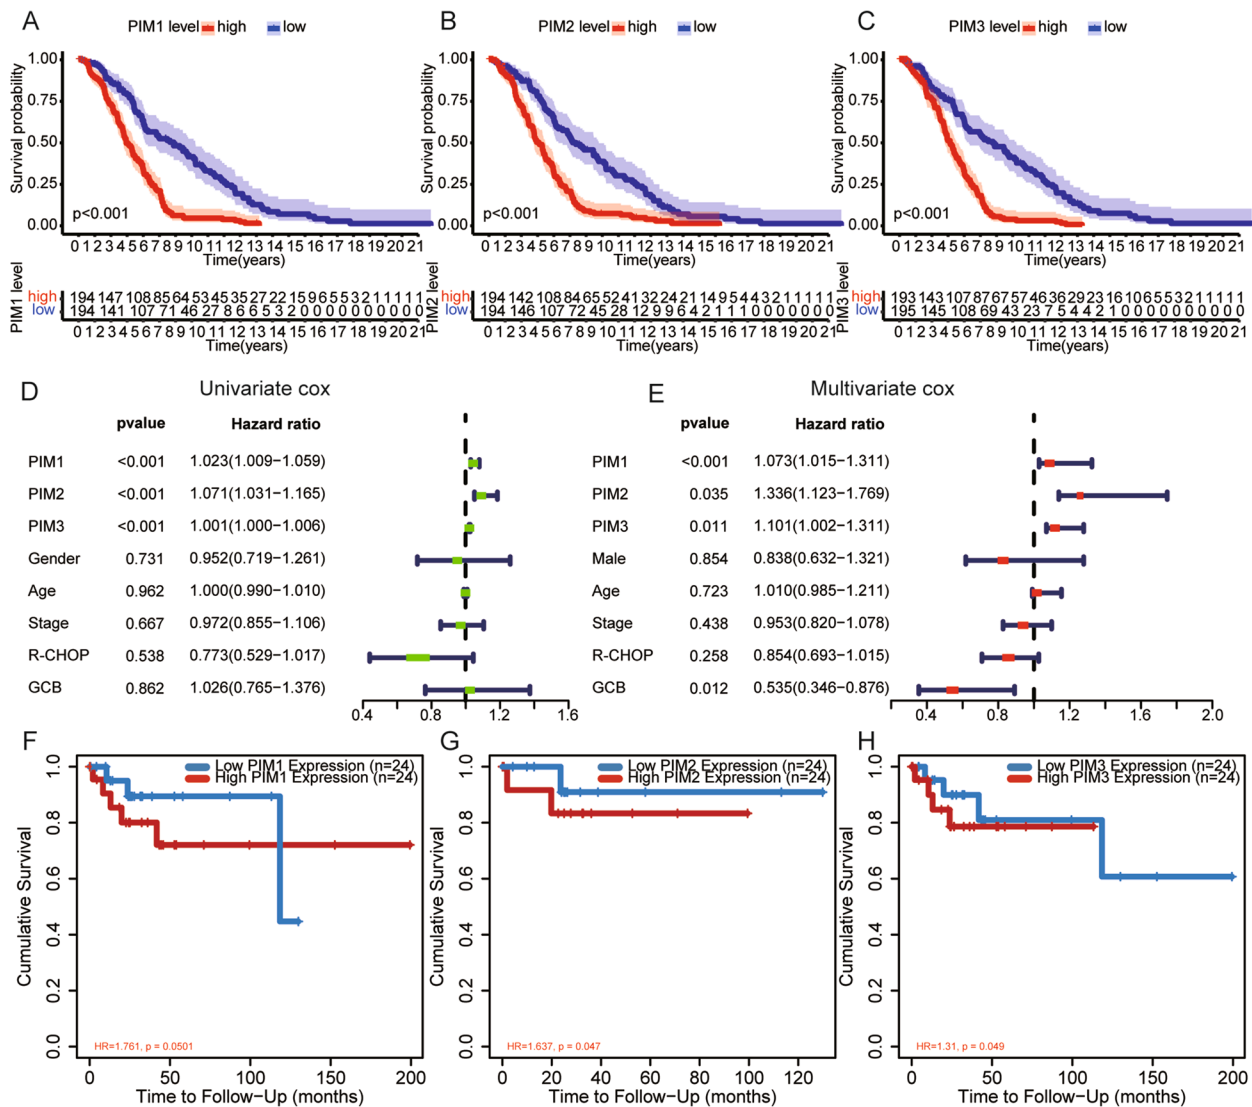 A
PIM1 level high low
Survival probability
1.00
0.75
0.50
0.25
0.00
p<0.001
0 1 2 3 4 5 6 7 8 9 10 11 12 13 14 15 16 17 18 19 20 21
Time(years)
PIM1 level
high 194 147 108 85 64 53 45 35 27 22 15 9 6 5 5 3 2 1 1 1 1 1
low 194 141 107 71 46 27 8 6 6 5 3 2 0 0 0 0 0 0 0 0 0 0
0 1 2 3 4 5 6 7 8 9 10 11 12 13 14 15 16 17 18 19 20 21
Time(years)
B
PIM2 level high low
Survival probability
1.00
0.75
0.50
0.25
0.00
p<0.001
0 1 2 3 4 5 6 7 8 9 10 11 12 13 14 15 16 17 18 19 20 21
Time(years)
PIM2 level
high 194 142 108 84 65 52 41 32 24 21 14 9 5 4 4 3 2 1 1 1 1 1
low 194 146 107 72 45 28 12 9 9 6 4 2 1 1 0 0 0 0 0 0 0 0
0 1 2 3 4 5 6 7 8 9 10 11 12 13 14 15 16 17 18 19 20 21
Time(years)
C
PIM3 level high low
Survival probability
1.00
0.75
0.50
0.25
0.00
p<0.001
0 1 2 3 4 5 6 7 8 9 10 11 12 13 14 15 16 17 18 19 20 21
Time(years)
PIM3 level
high 193 143 107 87 67 57 46 36 29 23 16 10 6 5 5 3 2 1 1 1 1 1
low 195 145 108 69 43 23 7 5 4 4 2 1 0 0 0 0 0 0 0 0 0 0
0 1 2 3 4 5 6 7 8 9 10 11 12 13 14 15 16 17 18 19 20 21
Time(years)
D
Univariate cox
pvalue Hazard ratio
PIM1 <0.001 1.023(1.009−1.059)
PIM2 <0.001 1.071(1.031−1.165)
PIM3 <0.001 1.001(1.000−1.006)
Gender 0.731 0.952(0.719−1.261)
Age 0.962 1.000(0.990−1.010)
Stage 0.667 0.972(0.855−1.106)
R-CHOP 0.538 0.773(0.529−1.017)
GCB 0.862 1.026(0.765−1.376)
0.4 0.8 1.2 1.6
E
Multivariate cox
pvalue Hazard ratio
PIM1 <0.001 1.073(1.015−1.311)
PIM2 0.035 1.336(1.123−1.769)
PIM3 0.011 1.101(1.002−1.311)
Male 0.854 0.838(0.632−1.321)
Age 0.723 1.010(0.985−1.211)
Stage 0.438 0.953(0.820−1.078)
R-CHOP 0.258 0.854(0.693−1.015)
GCB 0.012 0.535(0.346−0.876)
0.4 0.8 1.2 1.6 2.0
F
Low PIM1 Expression (n=24)
High PIM1 Expression (n=24)
Cumulative Survival
1.0
0.8
0.6
0.4
0.2
0.0
HR=1.761, p = 0.0501
0 50 100 150 200
Time to Follow−Up (months)
G
Low PIM2 Expression (n=24)
High PIM2 Expression (n=24)
Cumulative Survival
1.0
0.8
0.6
0.4
0.2
0.0
HR=1.637, p = 0.047
0 20 40 60 80 100 120
Time to Follow−Up (months)
H
Low PIM3 Expression (n=24)
High PIM3 Expression (n=24)
Cumulative Survival
1.0
0.8
0.6
0.4
0.2
0.0
HR=1.31, p = 0.049
0 50 100 150 200
Time to Follow−Up (months)